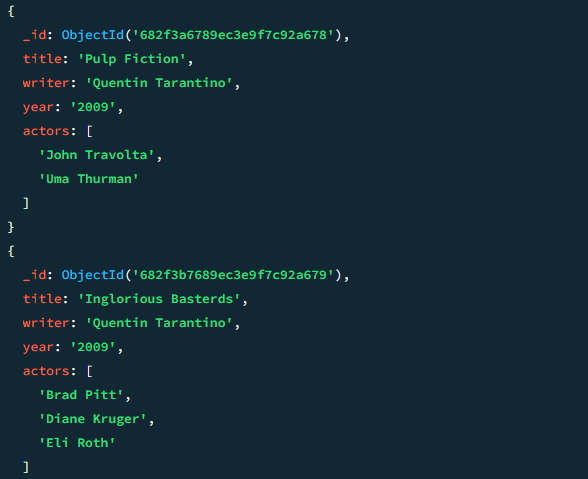 {
_id: ObjectId('682f3a6789ec3e9f7c92a678'),
title: 'Pulp Fiction',
writer: 'Quentin Tarantino',
year: '2009',
actors: [
'John Travolta',
'Uma Thurman'
]
}
{
_id: ObjectId('682f3b7689ec3e9f7c92a679'),
title: 'Inglorious Basterds',
writer: 'Quentin Tarantino',
year: '2009',
actors: [
'Brad Pitt',
'Diane Kruger',
'Eli Roth'
]